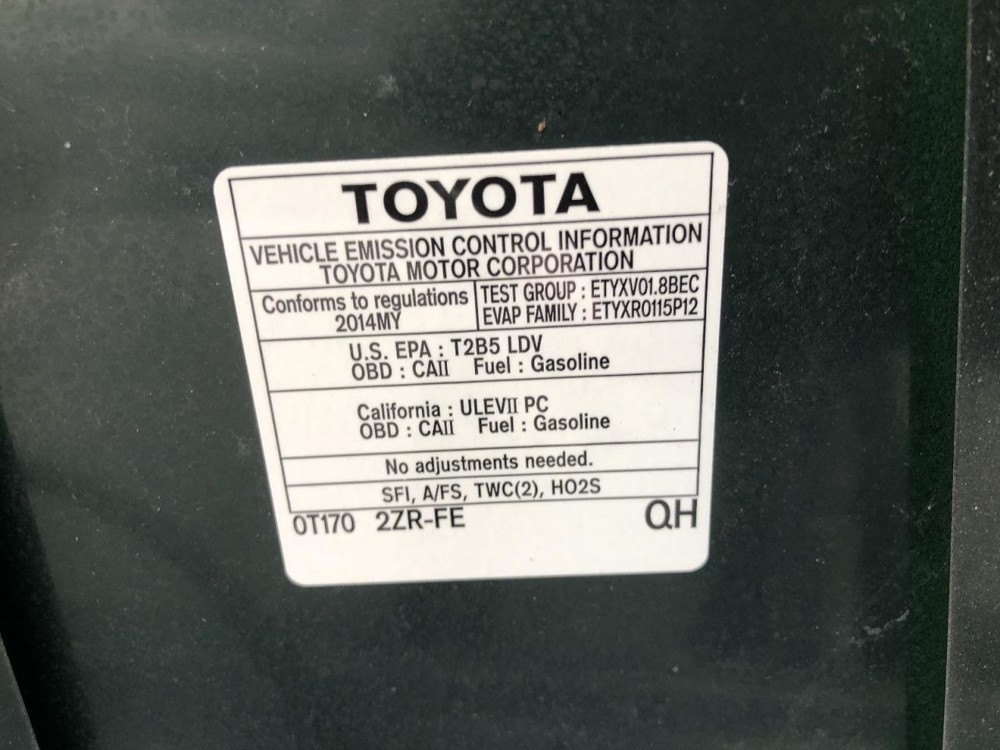 TOYOTA
VEHICLE EMISSION CONTROL INFORMATION
TOYOTA MOTOR CORPORATION
Conforms to regulations
2014MY
TEST GROUP : ETYXV01.8BEC
EVAP FAMILY : ETYXR0115P12
U.S. EPA : T2B5 LDV
OBD : CAII Fuel : Gasoline
California : ULEVII PC
OBD : CAII Fuel : Gasoline
No adjustments needed.
SFI, A/FS, TWC(2), HO2S
0T170 2ZR-FE QH